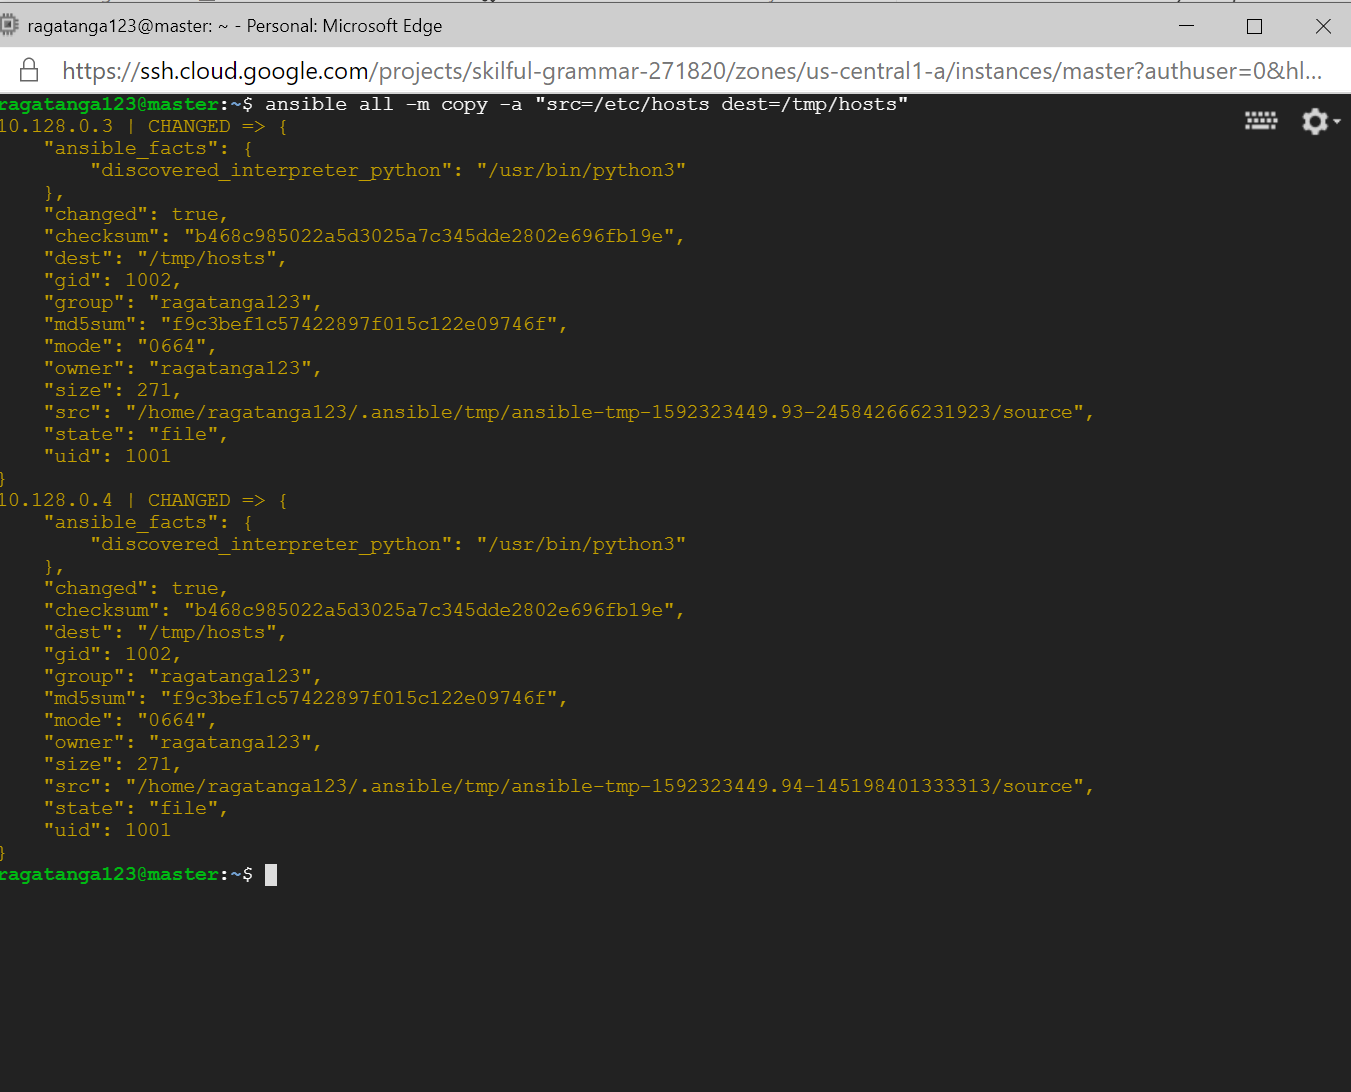 ragatanga123@master: ~ - Personal: Microsoft Edge
https://ssh.cloud.google.com/projects/skilful-grammar-271820/zones/us-central1-a/instances/master?authuser=0&hl...
ragatanga123@master:~$ ansible all -m copy -a "src=/etc/hosts dest=/tmp/hosts"
10.128.0.3 | CHANGED => {
    "ansible_facts": {
        "discovered_interpreter_python": "/usr/bin/python3"
    },
    "changed": true,
    "checksum": "b468c985022a5d3025a7c345dde2802e696fb19e",
    "dest": "/tmp/hosts",
    "gid": 1002,
    "group": "ragatanga123",
    "md5sum": "f9c3bef1c57422897f015c122e09746f",
    "mode": "0664",
    "owner": "ragatanga123",
    "size": 271,
    "src": "/home/ragatanga123/.ansible/tmp/ansible-tmp-1592323449.93-245842666231923/source",
    "state": "file",
    "uid": 1001
}
10.128.0.4 | CHANGED => {
    "ansible_facts": {
        "discovered_interpreter_python": "/usr/bin/python3"
    },
    "changed": true,
    "checksum": "b468c985022a5d3025a7c345dde2802e696fb19e",
    "dest": "/tmp/hosts",
    "gid": 1002,
    "group": "ragatanga123",
    "md5sum": "f9c3bef1c57422897f015c122e09746f",
    "mode": "0664",
    "owner": "ragatanga123",
    "size": 271,
    "src": "/home/ragatanga123/.ansible/tmp/ansible-tmp-1592323449.94-145198401333313/source",
    "state": "file",
    "uid": 1001
}
ragatanga123@master:~$